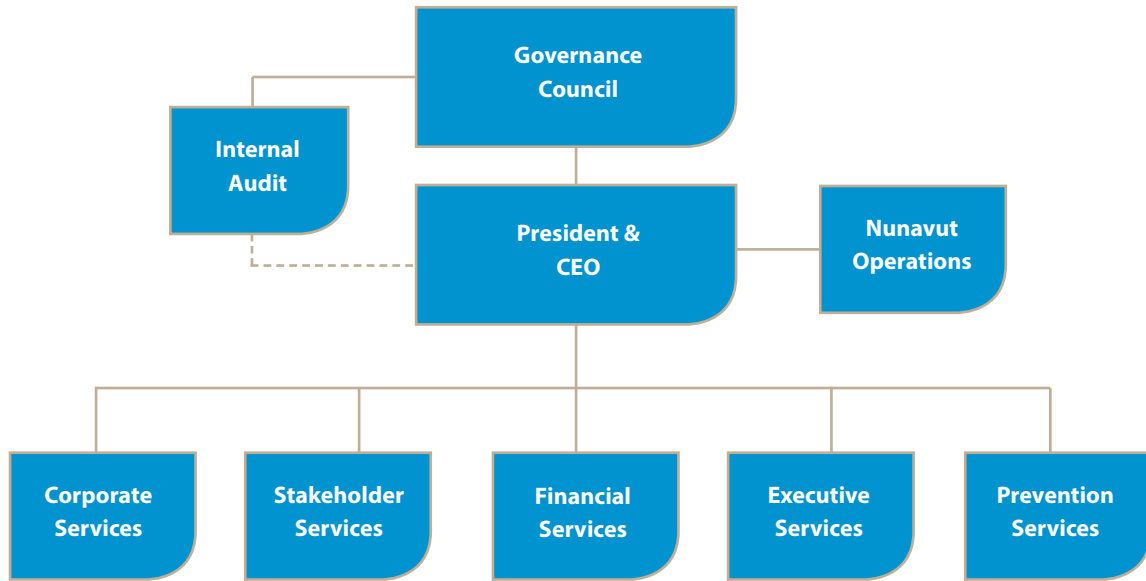 Governance
Council
Internal
Audit
President &
CEO
Nunavut
Operations
Corporate
Services
Stakeholder
Services
Financial
Services
Executive
Services
Prevention
Services